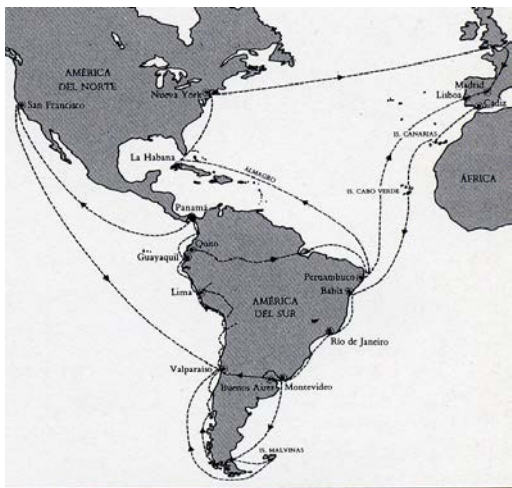 AMÉRICA
DEL NORTE
Nueva York
San Francisco
Madrid
Lisboa
Cádiz
IS. CANARIAS
La Habana
ALMAGRO
IS. CABO VERDE
ÁFRICA
Panamá
Quito
Guayaquil
Pernambuco
Lima
AMÉRICA
DEL SUR
Bahía
Río de Janeiro
Valparaíso
Buenos Aires
Montevideo
IS. MALVINAS